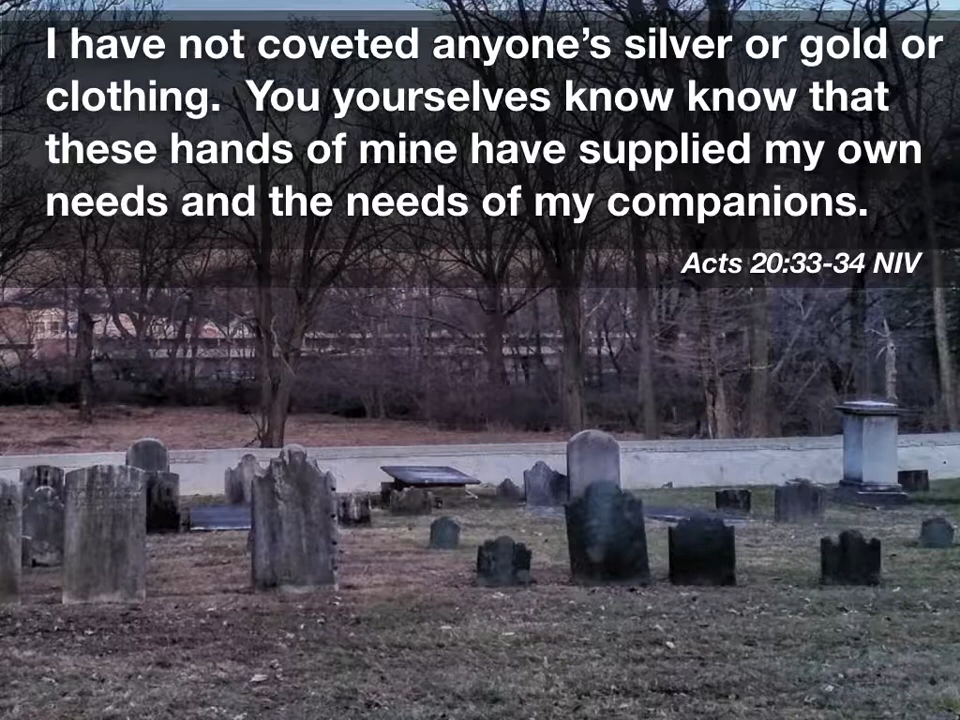 I have not coveted anyone’s silver or gold or
clothing.  You yourselves know know that
these hands of mine have supplied my own
needs and the needs of my companions.
Acts 20:33-34 NIV